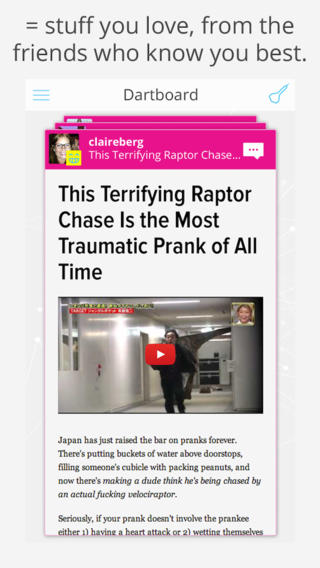 = stuff you love, from the
friends who know you best.
Dartboard
claireberg
This Terrifying Raptor Chase...
This Terrifying Raptor
Chase Is the Most
Traumatic Prank of All
Time
TARGET
Japan has just raised the bar on pranks forever.
There's putting buckets of water above doorstops,
filling someone's cubicle with packing peanuts, and
now there's making a dude think he's being chased by
an actual fucking velociraptor.
Seriously, if your prank doesn't involve the prankee
either 1) having a heart attack or 2) wetting themselves